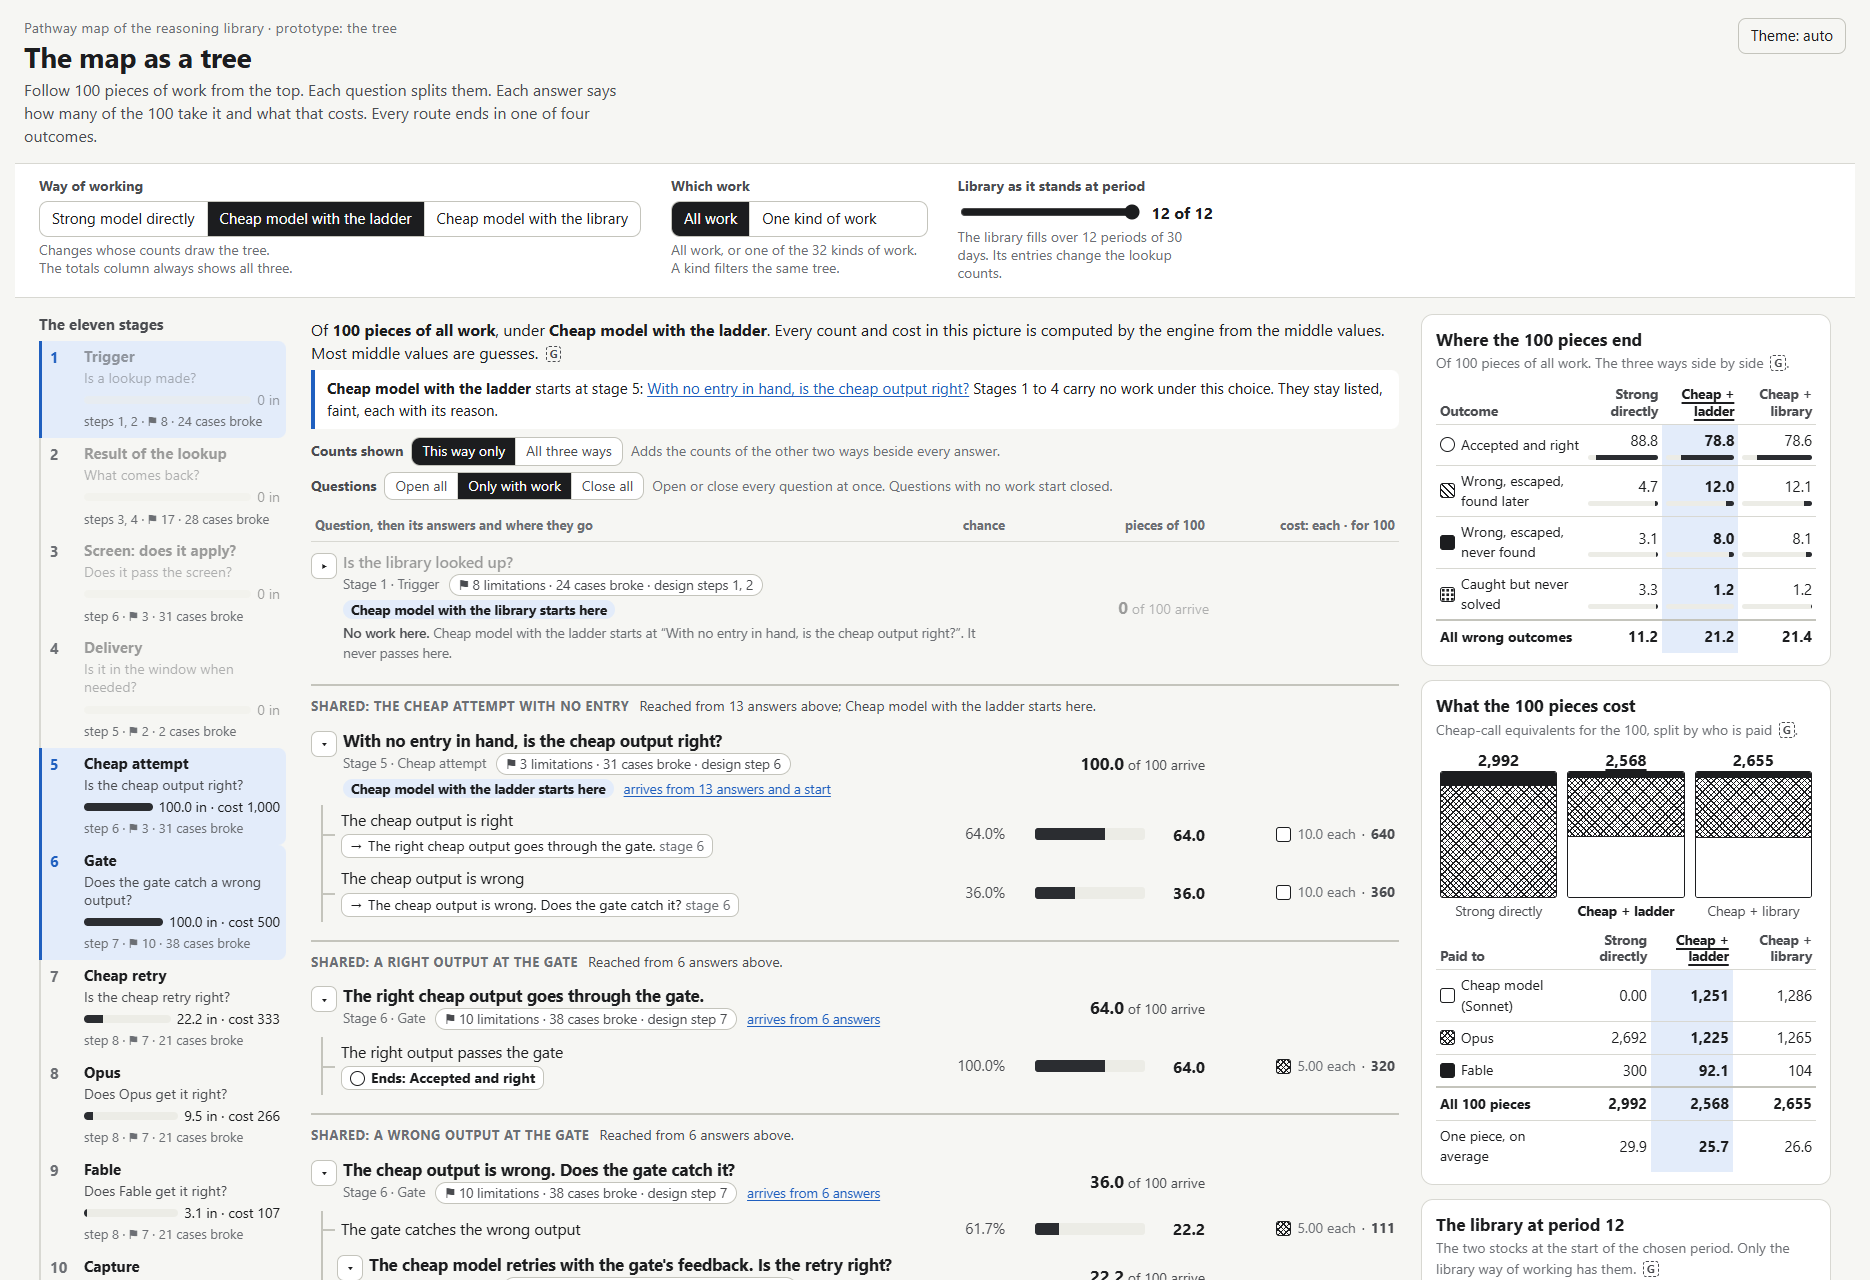 Pathway map of the reasoning library · prototype: the tree
The map as a tree
Follow 100 pieces of work from the top. Each question splits them. Each answer says
how many of the 100 take it and what that costs. Every route ends in one of four
outcomes.
Theme: auto
Way of working
Strong model directly
Cheap model with the ladder
Cheap model with the library
Changes whose counts draw the tree.
The totals column always shows all three.
Which work
All work
One kind of work
All work, or one of the 32 kinds of work.
A kind filters the same tree.
Library as it stands at period
12 of 12
The library fills over 12 periods of 30
days. Its entries change the lookup
counts.
The eleven stages
1 Trigger
Is a lookup made?
0 in
steps 1, 2 · ⚑ 8 · 24 cases broke
2 Result of the lookup
What comes back?
0 in
steps 3, 4 · ⚑ 17 · 28 cases broke
3 Screen: does it apply?
Does it pass the screen?
0 in
step 6 · ⚑ 3 · 31 cases broke
4 Delivery
Is it in the window when
needed?
0 in
step 5 · ⚑ 2 · 2 cases broke
5 Cheap attempt
Is the cheap output right?
100.0 in · cost 1,000
step 6 · ⚑ 3 · 31 cases broke
6 Gate
Does the gate catch a wrong
output?
100.0 in · cost 500
step 7 · ⚑ 10 · 38 cases broke
7 Cheap retry
Is the cheap retry right?
22.2 in · cost 333
step 8 · ⚑ 7 · 21 cases broke
8 Opus
Does Opus get it right?
9.5 in · cost 266
step 8 · ⚑ 7 · 21 cases broke
9 Fable
Does Fable get it right?
3.1 in · cost 107
step 8 · ⚑ 7 · 21 cases broke
10 Capture
Of 100 pieces of all work, under Cheap model with the ladder. Every count and cost in this picture is computed by the engine from the middle values.
Most middle values are guesses. G
Cheap model with the ladder starts at stage 5: With no entry in hand, is the cheap output right? Stages 1 to 4 carry no work under this choice. They stay listed,
faint, each with its reason.
Counts shown This way only All three ways Adds the counts of the other two ways beside every answer.
Questions Open all Only with work Close all Open or close every question at once. Questions with no work start closed.
Question, then its answers and where they go chance pieces of 100 cost: each · for 100
Is the library looked up?
Stage 1 · Trigger ⚑ 8 limitations · 24 cases broke · design steps 1, 2
Cheap model with the library starts here
0 of 100 arrive
No work here. Cheap model with the ladder starts at “With no entry in hand, is the cheap output right?”. It
never passes here.
SHARED: THE CHEAP ATTEMPT WITH NO ENTRY Reached from 13 answers above; Cheap model with the ladder starts here.
With no entry in hand, is the cheap output right?
Stage 5 · Cheap attempt ⚑ 3 limitations · 31 cases broke · design step 6
100.0 of 100 arrive
Cheap model with the ladder starts here arrives from 13 answers and a start
The cheap output is right
→ The right cheap output goes through the gate. stage 6
64.0% 64.0 10.0 each · 640
The cheap output is wrong
→ The cheap output is wrong. Does the gate catch it? stage 6
36.0% 36.0 10.0 each · 360
SHARED: A RIGHT OUTPUT AT THE GATE Reached from 6 answers above.
The right cheap output goes through the gate.
Stage 6 · Gate ⚑ 10 limitations · 38 cases broke · design step 7 arrives from 6 answers
64.0 of 100 arrive
The right output passes the gate
Ends: Accepted and right
100.0% 64.0 5.00 each · 320
SHARED: A WRONG OUTPUT AT THE GATE Reached from 6 answers above.
The cheap output is wrong. Does the gate catch it?
Stage 6 · Gate ⚑ 10 limitations · 38 cases broke · design step 7 arrives from 6 answers
36.0 of 100 arrive
The gate catches the wrong output 61.7% 22.2 5.00 each · 111
The cheap model retries with the gate's feedback. Is the retry right?
22.2 of 100 arrive
Where the 100 pieces end
Of 100 pieces of all work. The three ways side by side G.
Outcome Strong directly Cheap + ladder Cheap + library
Accepted and right 88.8 78.8 78.6
Wrong, escaped, found later 4.7 12.0 12.1
Wrong, escaped, never found 3.1 8.0 8.1
Caught but never solved 3.3 1.2 1.2
All wrong outcomes 11.2 21.2 21.4
What the 100 pieces cost
Cheap-call equivalents for the 100, split by who is paid G.
2,992 2,568 2,655
Strong directly Cheap + ladder Cheap + library
Paid to Strong directly Cheap + ladder Cheap + library
Cheap model (Sonnet) 0.00 1,251 1,286
Opus 2,692 1,225 1,265
Fable 300 92.1 104
All 100 pieces 2,992 2,568 2,655
One piece, on average 29.9 25.7 26.6
The library at period 12
The two stocks at the start of the chosen period. Only the
library way of working has them. G